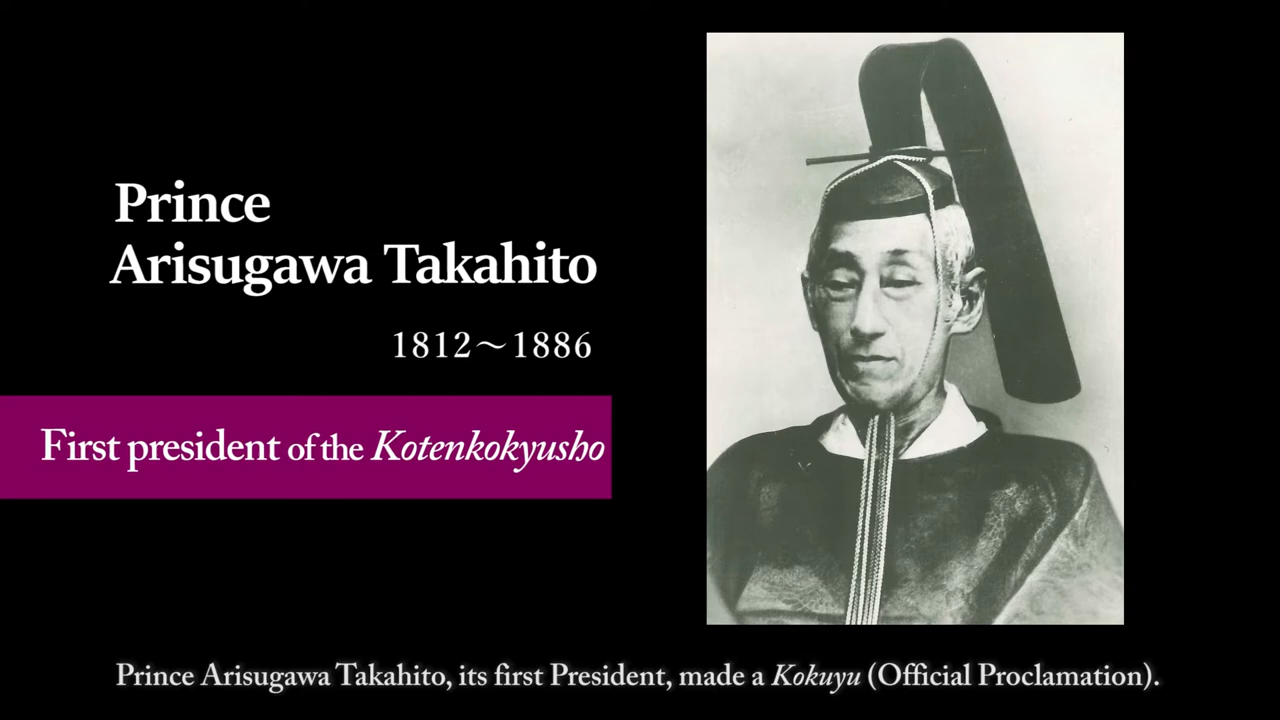 Prince
Arisugawa Takahito
1812〜1886
First president of the Kotenkokyusho
Prince Arisugawa Takahito, its first President, made a Kokuyu (Official Proclamation).